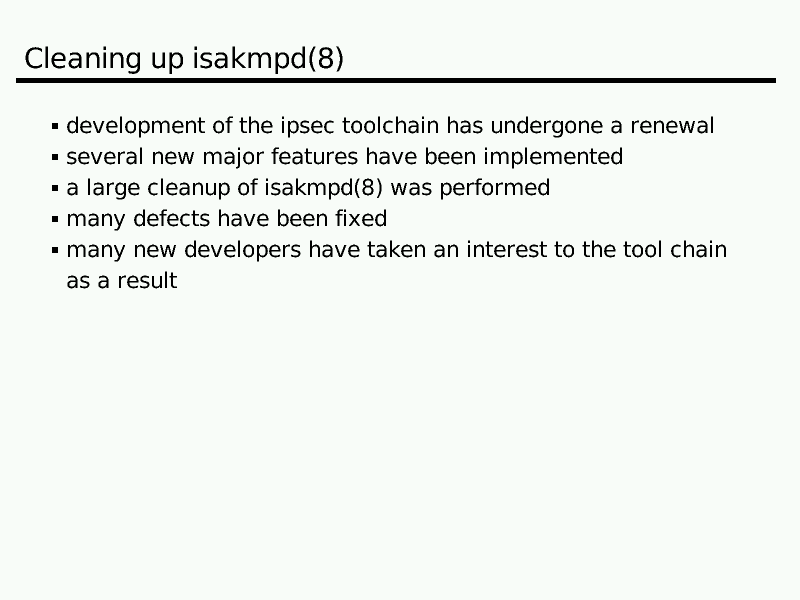 Cleaning up isakmpd(8)
▪ development of the ipsec toolchain has undergone a renewal
▪ several new major features have been implemented
▪ a large cleanup of isakmpd(8) was performed
▪ many defects have been fixed
▪ many new developers have taken an interest to the tool chain
as a result